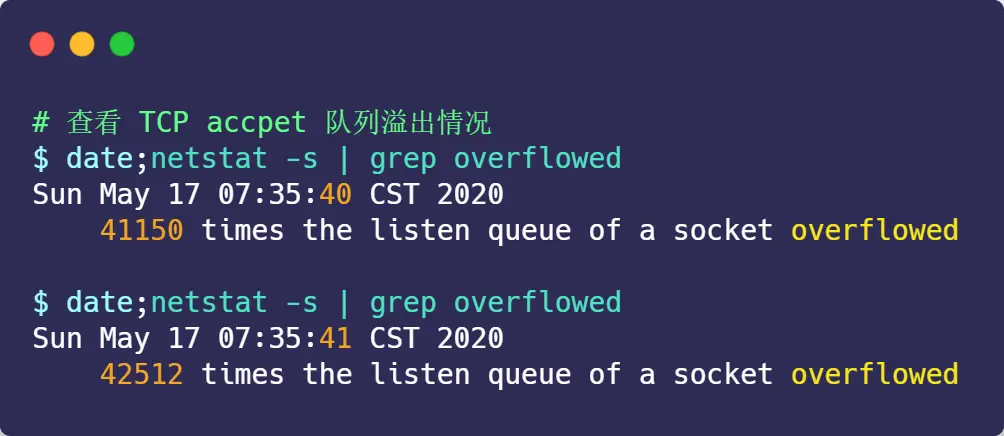 # 查看 TCP accpet 队列溢出情况
$ date;netstat -s | grep overflowed
Sun May 17 07:35:40 CST 2020
    41150 times the listen queue of a socket overflowed
$ date;netstat -s | grep overflowed
Sun May 17 07:35:41 CST 2020
    42512 times the listen queue of a socket overflowed